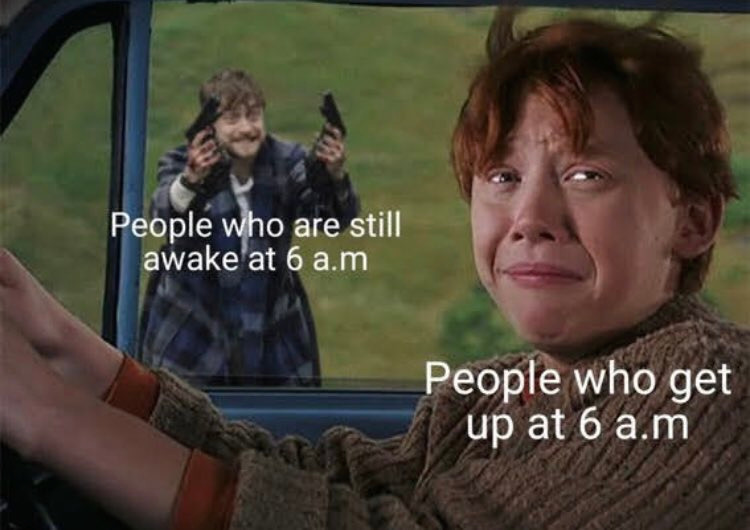 People who are still
awake at 6 a.m
People who get
up at 6 a.m